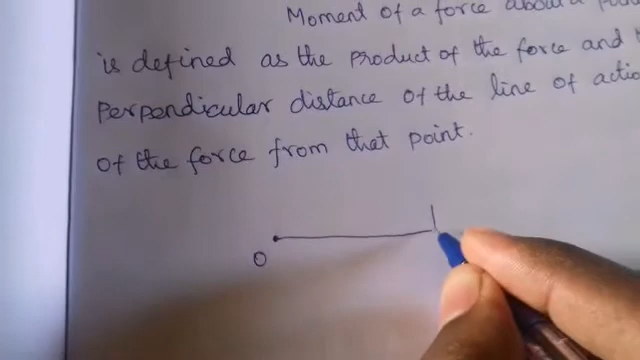 Moment of a force about a
is defined as the product of the force and
Perpendicular distance of the line of
of the force from that point.
O